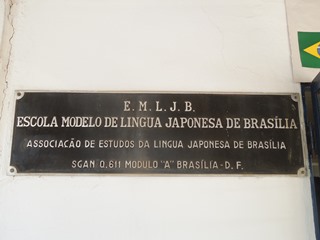 E. M. L. J. B.
ESCOLA MODELO DE LINGUA JAPONESA DE BRASÍLIA
ASSOCIAÇÃO DE ESTUDOS DA LINGUA JAPONESA DE BRASÍLIA
SGAN Q.611 MODULO "A" BRASÍLIA - D. F.